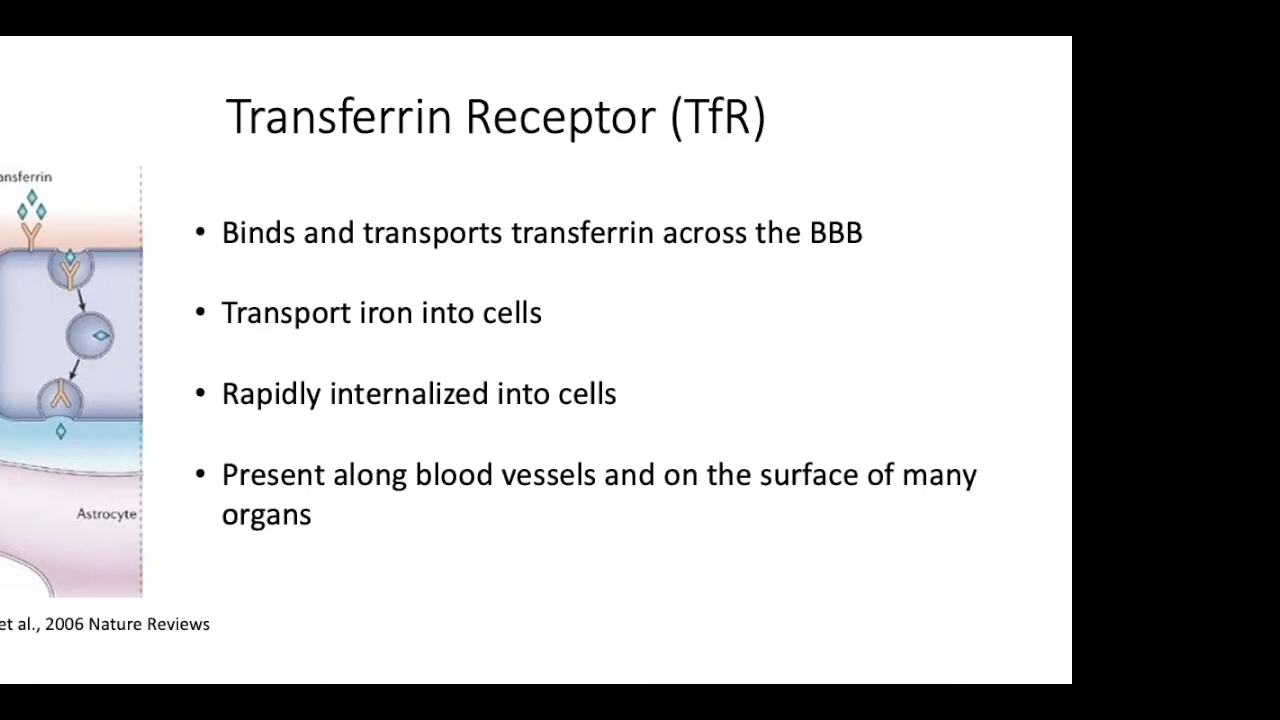 Transferrin Receptor (TfR)
ansferrin
• Binds and transports transferrin across the BBB
• Transport iron into cells
• Rapidly internalized into cells
• Present along blood vessels and on the surface of many
organs
Astrocyte
et al., 2006 Nature Reviews